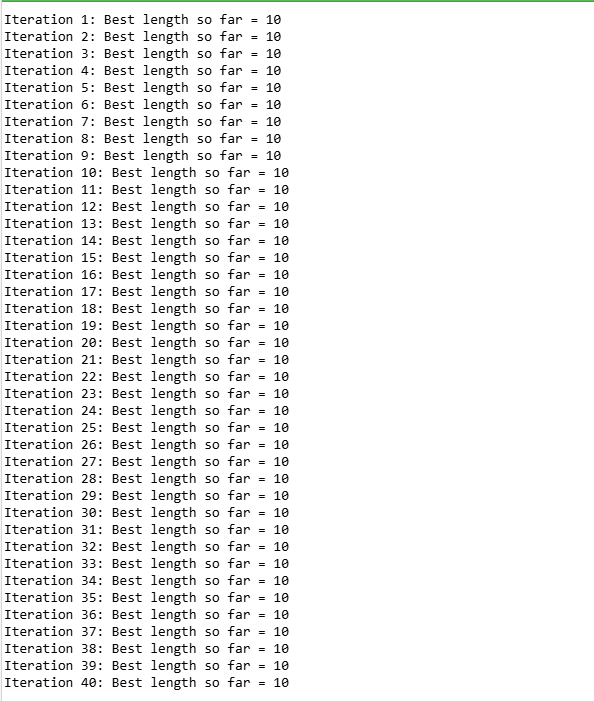 Iteration 1: Best length so far = 10
Iteration 2: Best length so far = 10
Iteration 3: Best length so far = 10
Iteration 4: Best length so far = 10
Iteration 5: Best length so far = 10
Iteration 6: Best length so far = 10
Iteration 7: Best length so far = 10
Iteration 8: Best length so far = 10
Iteration 9: Best length so far = 10
Iteration 10: Best length so far = 10
Iteration 11: Best length so far = 10
Iteration 12: Best length so far = 10
Iteration 13: Best length so far = 10
Iteration 14: Best length so far = 10
Iteration 15: Best length so far = 10
Iteration 16: Best length so far = 10
Iteration 17: Best length so far = 10
Iteration 18: Best length so far = 10
Iteration 19: Best length so far = 10
Iteration 20: Best length so far = 10
Iteration 21: Best length so far = 10
Iteration 22: Best length so far = 10
Iteration 23: Best length so far = 10
Iteration 24: Best length so far = 10
Iteration 25: Best length so far = 10
Iteration 26: Best length so far = 10
Iteration 27: Best length so far = 10
Iteration 28: Best length so far = 10
Iteration 29: Best length so far = 10
Iteration 30: Best length so far = 10
Iteration 31: Best length so far = 10
Iteration 32: Best length so far = 10
Iteration 33: Best length so far = 10
Iteration 34: Best length so far = 10
Iteration 35: Best length so far = 10
Iteration 36: Best length so far = 10
Iteration 37: Best length so far = 10
Iteration 38: Best length so far = 10
Iteration 39: Best length so far = 10
Iteration 40: Best length so far = 10